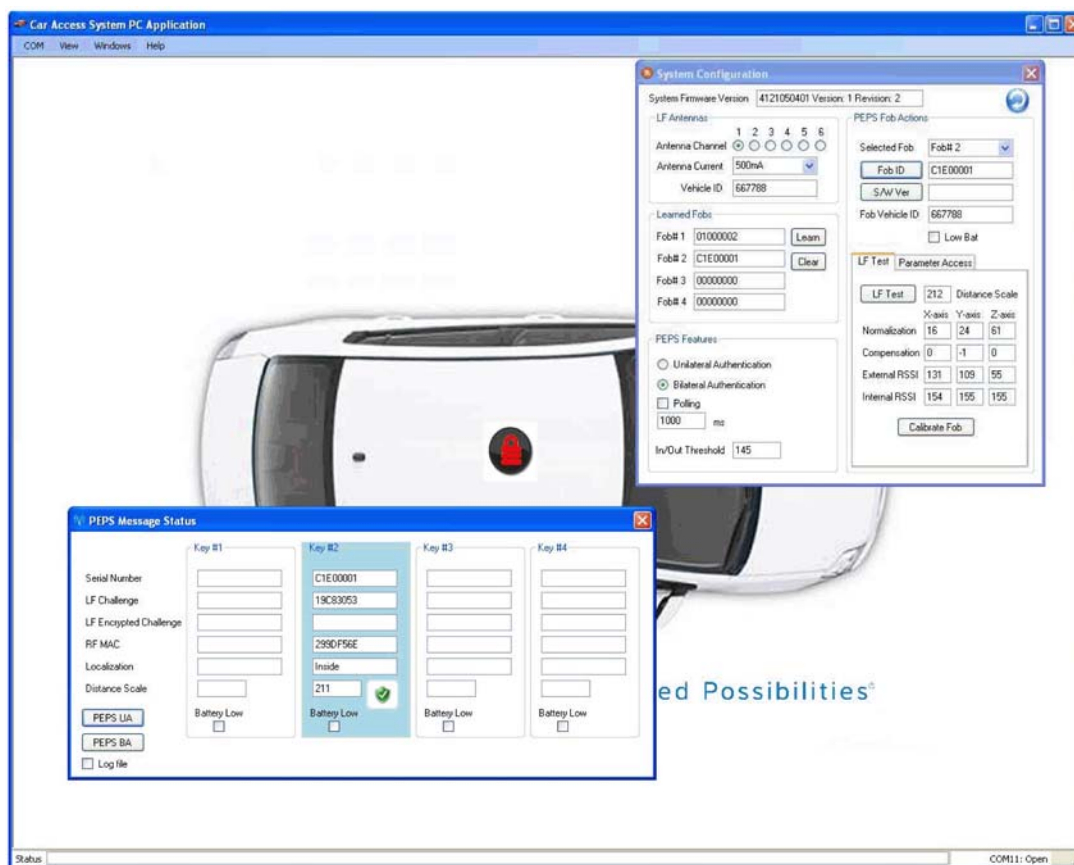 Car Access System PC Application
COM View Windows Help
System Configuration
System Firmware Version 4121050401 Version: 1 Revision: 2
LF Antennas
1 2 3 4 5 6
Antenna Channel
Antenna Current 500mA
Vehicle ID 667788
Learned Fobs
Fob# 1 01000002 Learn
Fob# 2 C1E00001 Clear
Fob# 3 00000000
Fob# 4 00000000
PEPS Features
Unilateral Authentication
Bilateral Authentication
Polling
1000 ms
In/Out Threshold 145
PEPS Fob Actions
Selected Fob Fob# 2
Fob ID C1E00001
S/W Ver
Fob Vehicle ID 667788
Low Bat
LF Test Parameter Access
LF Test 212 Distance Scale
X-axis Y-axis Z-axis
Normalization 16 24 61
Compensation 0 -1 0
External RSSI 131 109 55
Internal RSSI 154 155 155
Calibrate Fob
PEPS Message Status
Key #1 Key #2 Key #3 Key #4
Serial Number C1E00001
LF Challenge 19C83053
LF Encrypted Challenge
RF MAC 299DF56E
Localization Inside
Distance Scale 211
PEPS UA Battery Low Battery Low Battery Low Battery Low
PEPS BA
Log file
ed Possibilities®
Status COM11: Open